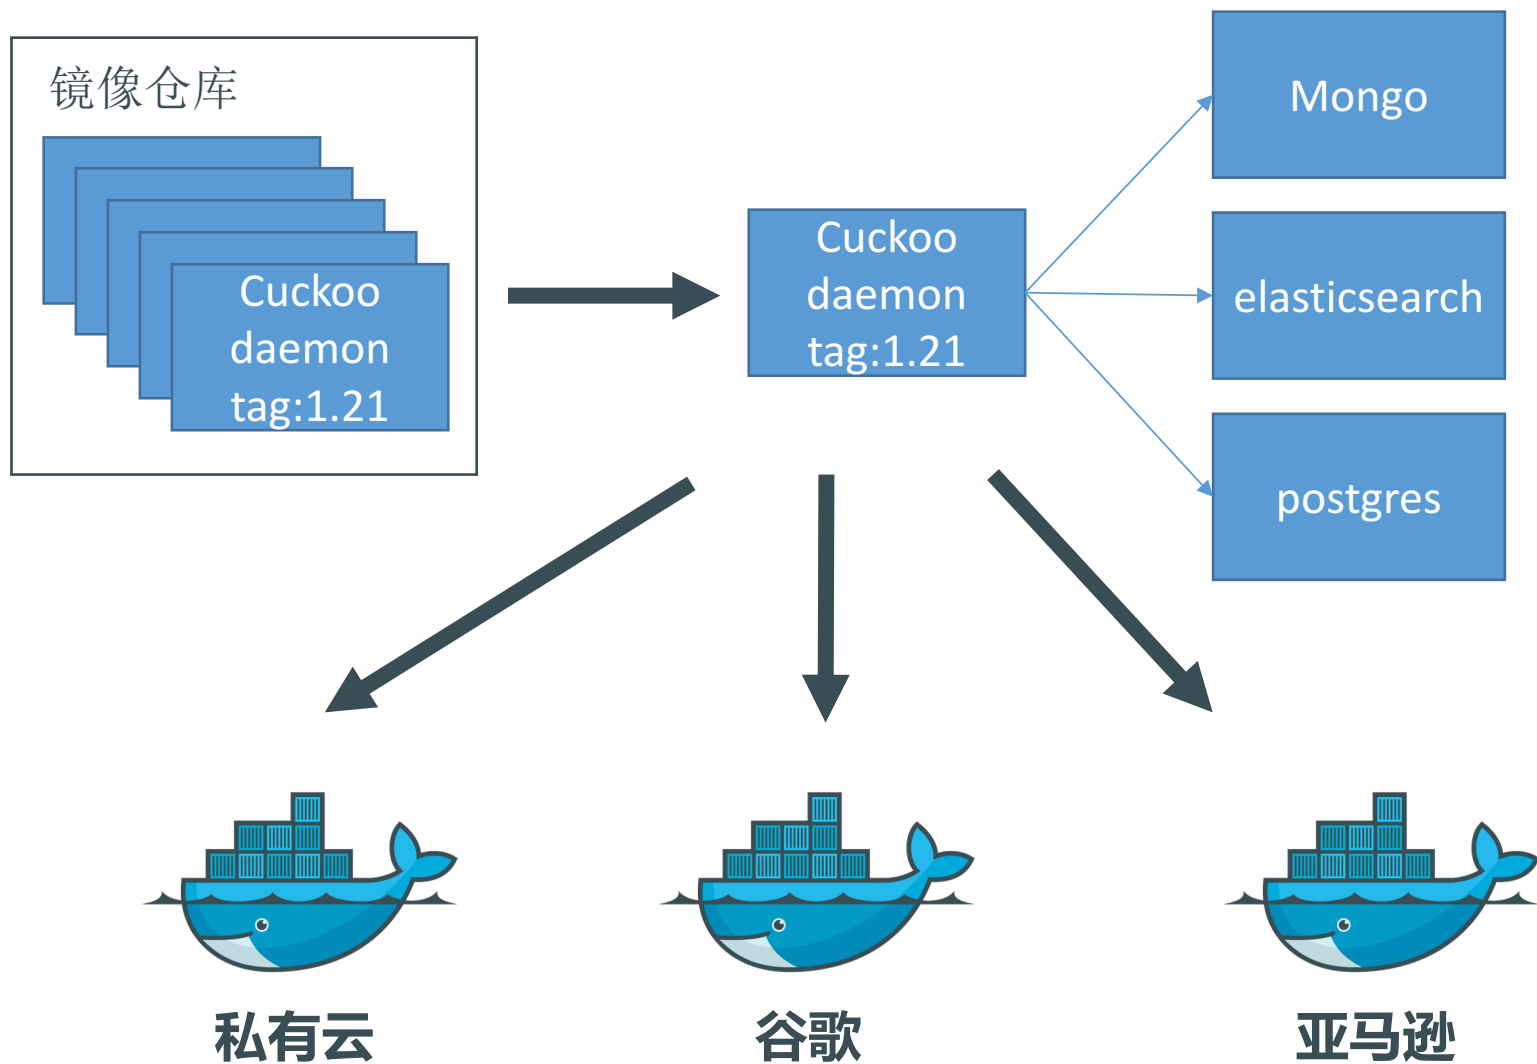 镜像仓库
Cuckoo
daemon
tag:1.21
Cuckoo
daemon
tag:1.21
Mongo
elasticsearch
postgres
私有云
谷歌
亚马逊